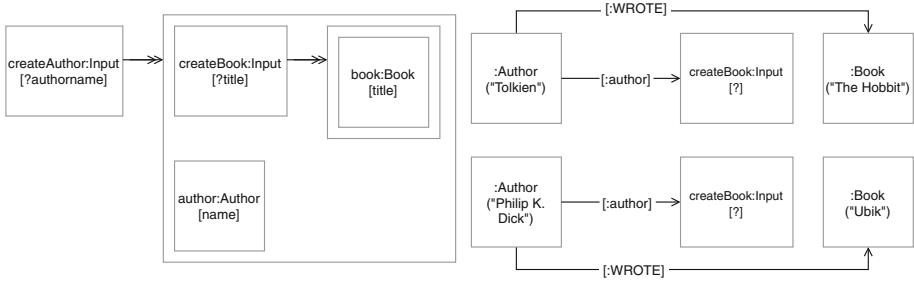 createAuthor:Input
[?authorname]
createBook:Input
[?title]
book:Book
[title]
author:Author
[name]
[:WROTE]
:Author
("Tolkien")
[:author]
createBook:Input
[?]
:Book
("The Hobbit")
:Author
("Philip K.
Dick")
[:author]
createBook:Input
[?]
:Book
("Ubik")
[:WROTE]